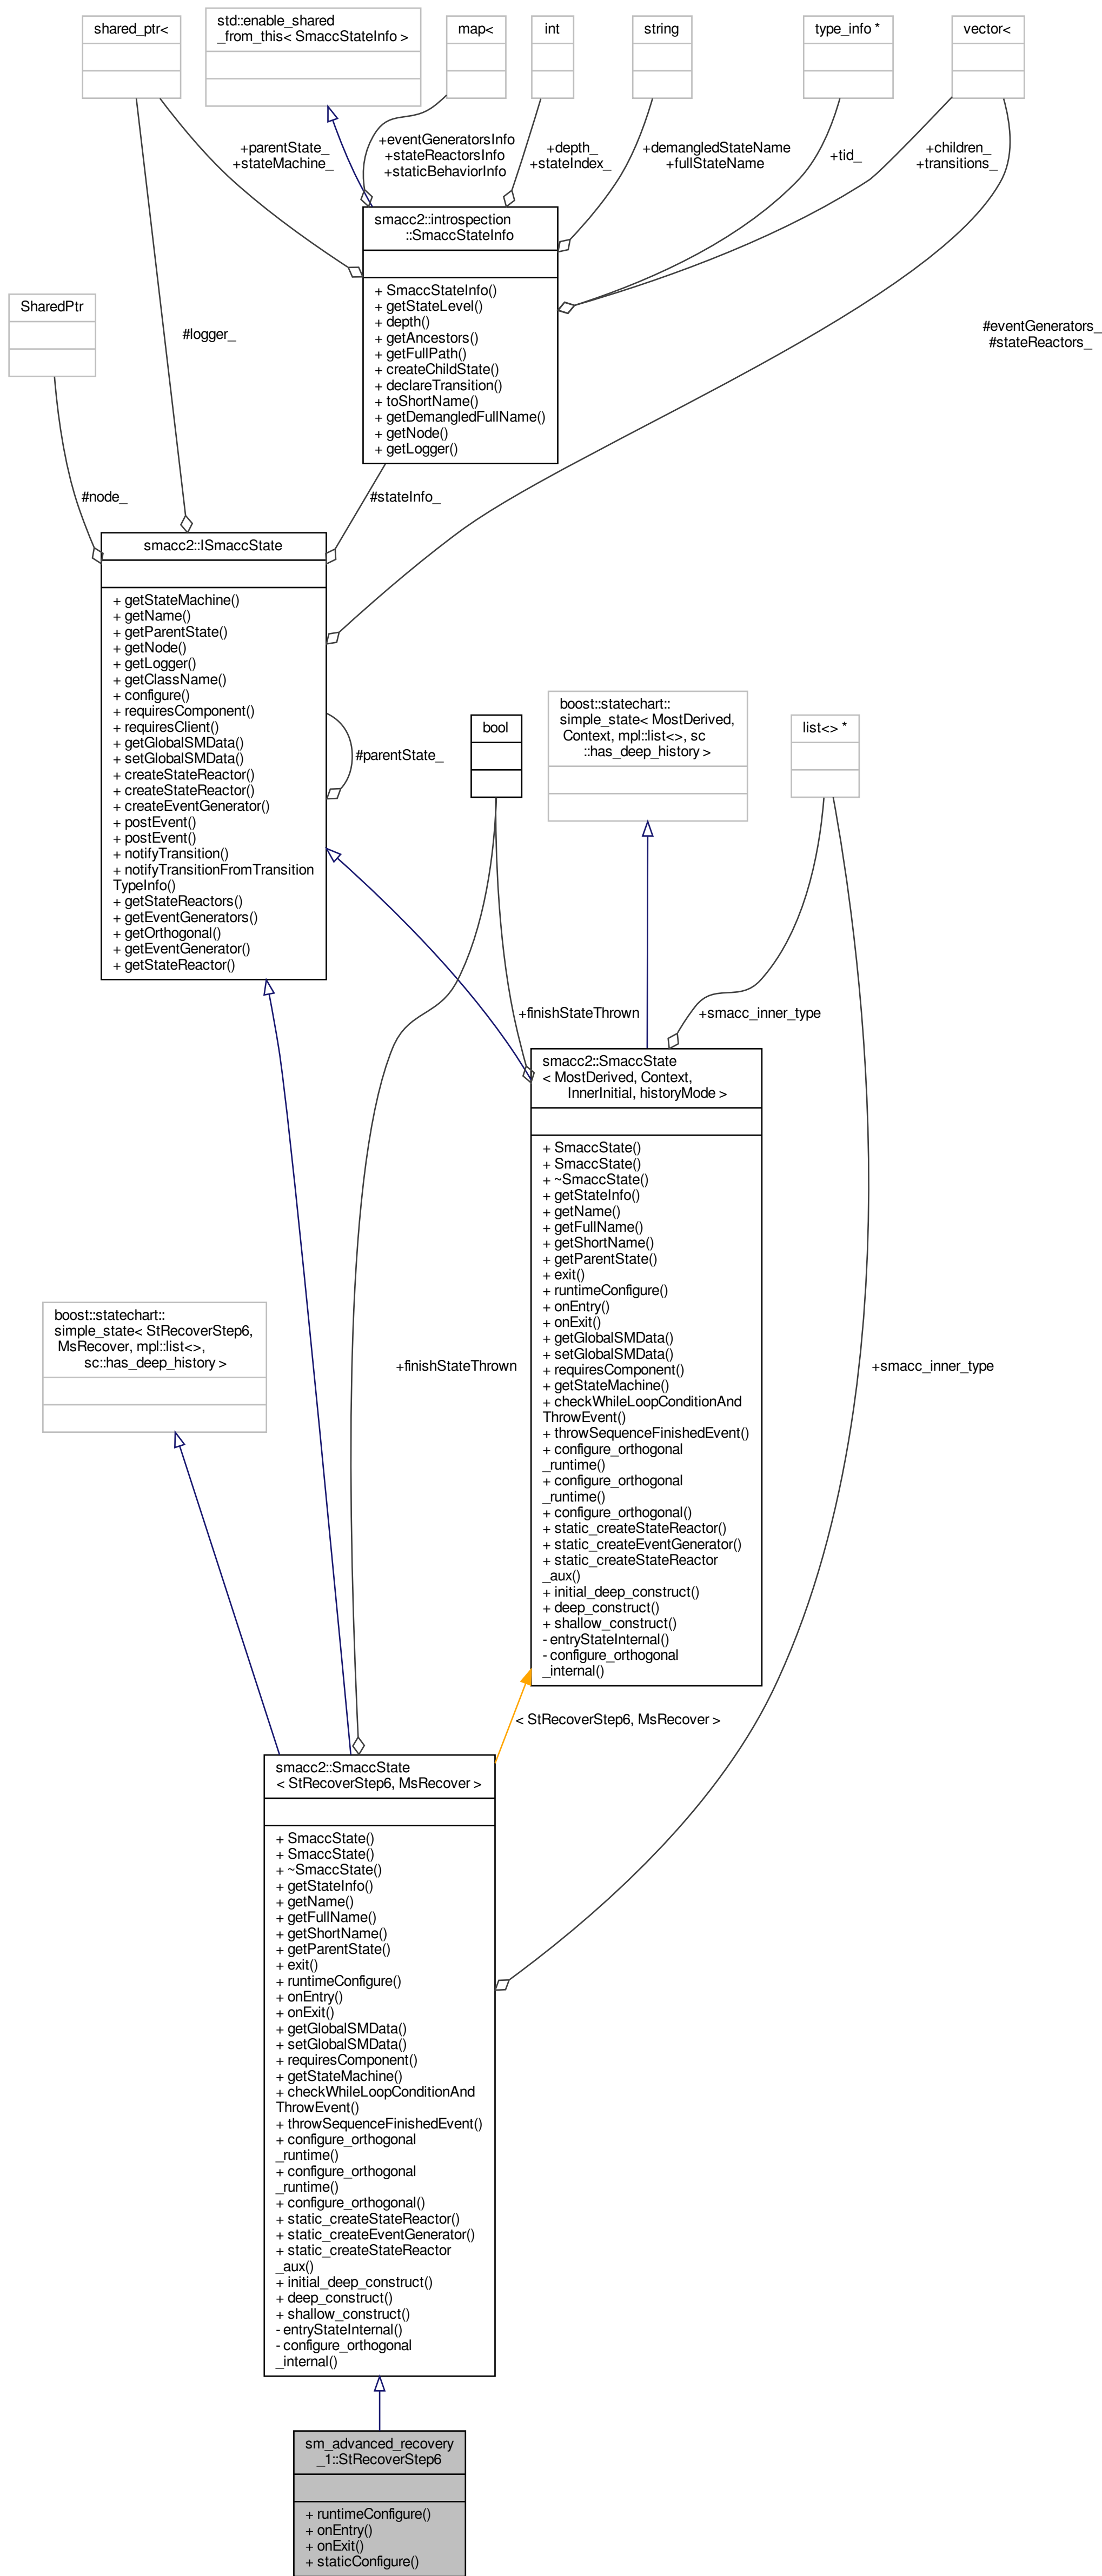 shared_ptr<
std::enable_shared
_from_this< SmaccStateInfo >
map<
int
string
type_info *
vector<
+parentState_
+stateMachine_
+eventGeneratorsInfo
+stateReactorsInfo
+staticBehaviorInfo
+depth_
+stateIndex_
+demangledStateName
+fullStateName
+tid_
+children_
+transitions_
smacc2::introspection
::SmaccStateInfo
+ SmaccStateInfo()
+ getStateLevel()
+ depth()
+ getAncestors()
+ getFullPath()
+ createChildState()
+ declareTransition()
+ toShortName()
+ getDemangledFullName()
+ getNode()
+ getLogger()
SharedPtr
#logger_
#eventGenerators_
#stateReactors_
#node_
#stateInfo_
smacc2::ISmaccState
+ getStateMachine()
+ getName()
+ getParentState()
+ getNode()
+ getLogger()
+ getClassName()
+ configure()
+ requiresComponent()
+ requiresClient()
+ getGlobalSMData()
+ setGlobalSMData()
+ createStateReactor()
+ createStateReactor()
+ createEventGenerator()
+ postEvent()
+ postEvent()
+ notifyTransition()
+ notifyTransitionFromTransition
TypeInfo()
+ getStateReactors()
+ getEventGenerators()
+ getOrthogonal()
+ getEventGenerator()
+ getStateReactor()
#parentState_
bool
boost::statechart::
simple_state< MostDerived,
Context, mpl::list<>, sc
::has_deep_history >
list<> *
+finishStateThrown
+smacc_inner_type
smacc2::SmaccState
< MostDerived, Context,
InnerInitial, historyMode >
+ SmaccState()
+ SmaccState()
+ ~SmaccState()
+ getStateInfo()
+ getName()
+ getFullName()
+ getShortName()
+ getParentState()
+ exit()
+ runtimeConfigure()
+ onEntry()
+ onExit()
+ getGlobalSMData()
+ setGlobalSMData()
+ requiresComponent()
+ getStateMachine()
+ checkWhileLoopConditionAnd
ThrowEvent()
+ throwSequenceFinishedEvent()
+ configure_orthogonal
_runtime()
+ configure_orthogonal
_runtime()
+ configure_orthogonal()
+ static_createStateReactor()
+ static_createEventGenerator()
+ static_createStateReactor
_aux()
+ initial_deep_construct()
+ deep_construct()
+ shallow_construct()
- entryStateInternal()
- configure_orthogonal
_internal()
boost::statechart::
simple_state< StRecoverStep6,
MsRecover, mpl::list<>,
sc::has_deep_history >
+finishStateThrown
+smacc_inner_type
< StRecoverStep6, MsRecover >
smacc2::SmaccState
< StRecoverStep6, MsRecover >
+ SmaccState()
+ SmaccState()
+ ~SmaccState()
+ getStateInfo()
+ getName()
+ getFullName()
+ getShortName()
+ getParentState()
+ exit()
+ runtimeConfigure()
+ onEntry()
+ onExit()
+ getGlobalSMData()
+ setGlobalSMData()
+ requiresComponent()
+ getStateMachine()
+ checkWhileLoopConditionAnd
ThrowEvent()
+ throwSequenceFinishedEvent()
+ configure_orthogonal
_runtime()
+ configure_orthogonal
_runtime()
+ configure_orthogonal()
+ static_createStateReactor()
+ static_createEventGenerator()
+ static_createStateReactor
_aux()
+ initial_deep_construct()
+ deep_construct()
+ shallow_construct()
- entryStateInternal()
- configure_orthogonal
_internal()
sm_advanced_recovery
_1::StRecoverStep6
+ runtimeConfigure()
+ onEntry()
+ onExit()
+ staticConfigure()